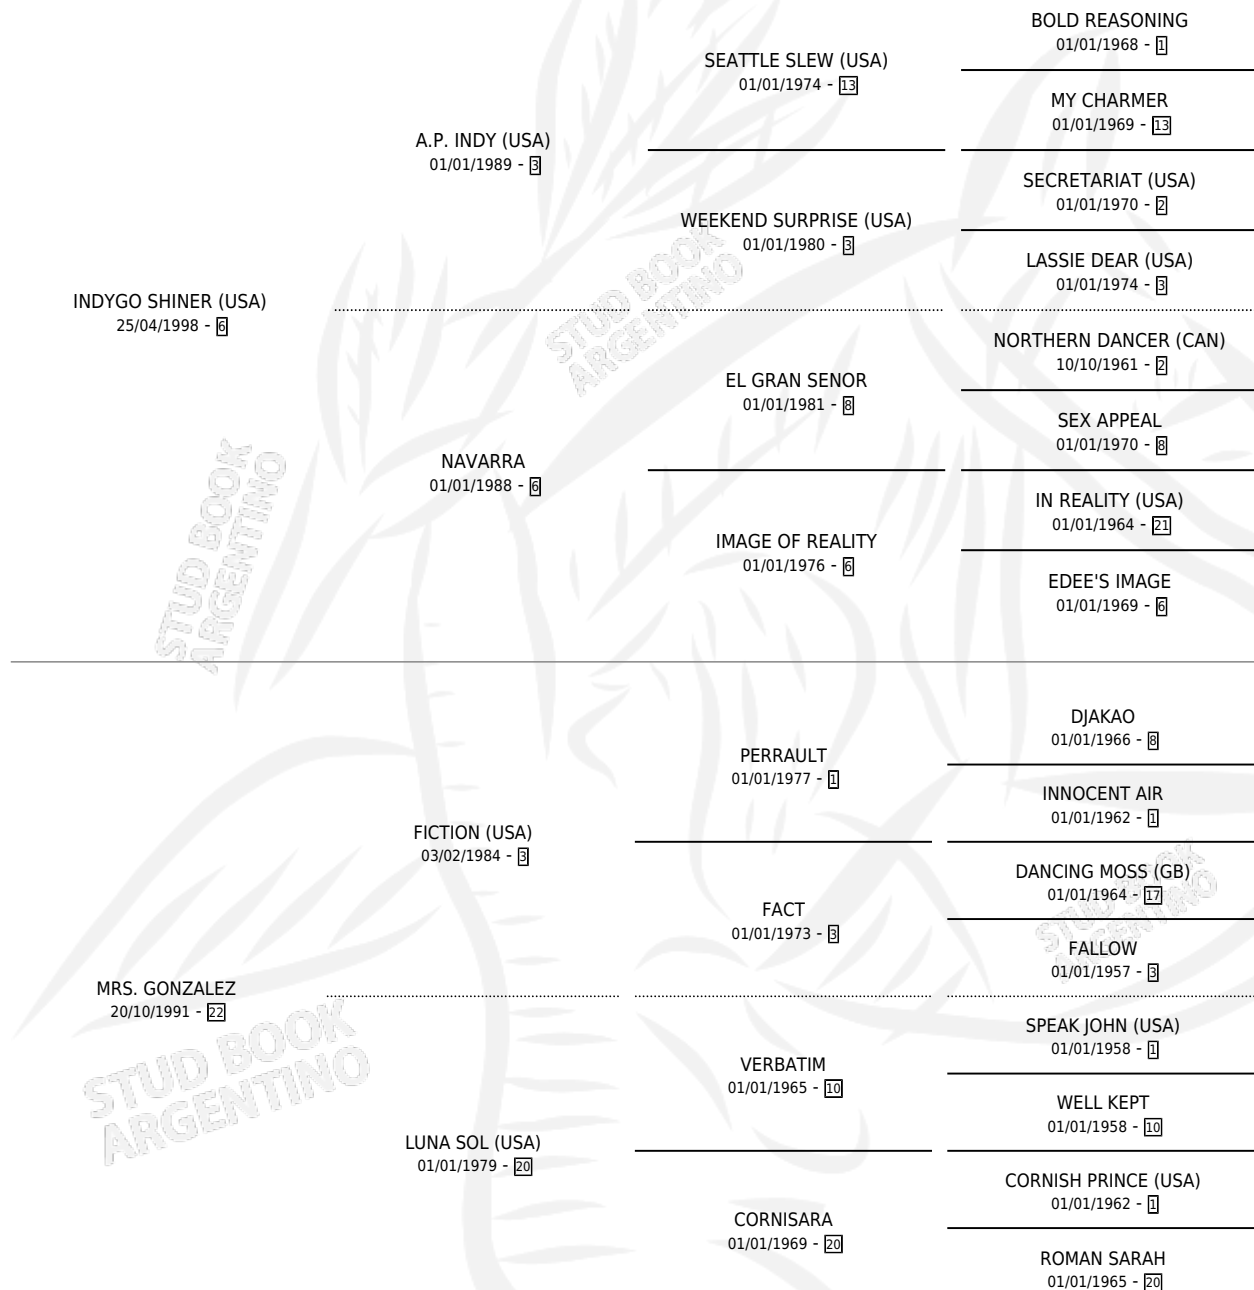 BOLD REASONING
01/01/1968 - 1
SEATTLE SLEW (USA)
01/01/1974 - 13
MY CHARMER
01/01/1969 - 13
A.P. INDY (USA)
01/01/1989 - 3
SECRETARIAT (USA)
01/01/1970 - 2
WEEKEND SURPRISE (USA)
01/01/1980 - 3
LASSIE DEAR (USA)
01/01/1974 - 3
INDYGO SHINER (USA)
25/04/1998 - 6
NORTHERN DANCER (CAN)
10/10/1961 - 2
EL GRAN SENOR
01/01/1981 - 8
SEX APPEAL
01/01/1970 - 8
NAVARRA
01/01/1988 - 6
IN REALITY (USA)
01/01/1964 - 21
IMAGE OF REALITY
01/01/1976 - 6
EDEE'S IMAGE
01/01/1969 - 6
DJAKAO
01/01/1966 - 8
PERRAULT
01/01/1977 - 1
INNOCENT AIR
01/01/1962 - 1
FICTION (USA)
03/02/1984 - 3
DANCING MOSS (GB)
01/01/1964 - 17
FACT
01/01/1973 - 3
FALLOW
01/01/1957 - 3
MRS. GONZALEZ
20/10/1991 - 22
SPEAK JOHN (USA)
01/01/1958 - 1
VERBATIM
01/01/1965 - 10
WELL KEPT
01/01/1958 - 10
LUNA SOL (USA)
01/01/1979 - 20
CORNISH PRINCE (USA)
01/01/1962 - 1
CORNISARA
01/01/1969 - 20
ROMAN SARAH
01/01/1965 - 20
STUD BOOK
ARGENTINO
STUD BOOK
ARGENTINO
STUD BOOK
ARGENTINO
STUD BOOK
ARGENTINO